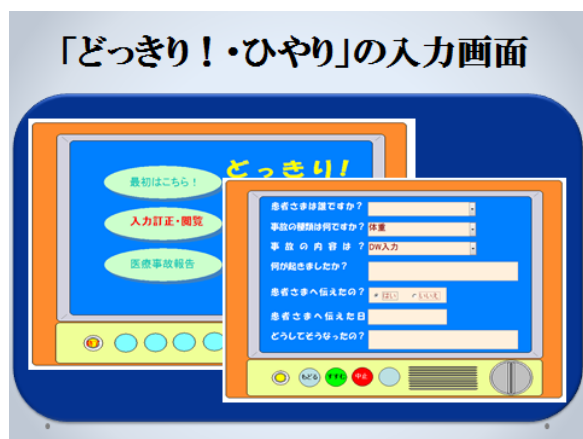 「どっきり！・ひやり」の入力画面
どっきり！
最初はこちら！
入力訂正・閲覧
医療事故報告
患者さまは誰ですか？
事故の種類は何ですか？ 体重
事故の内容は？ DW入力
何が起きましたか？
患者さまへ伝えたの？ はい いいえ
患者さまへ伝えた日
どうしてそうなったの？
もどる すすむ 中止